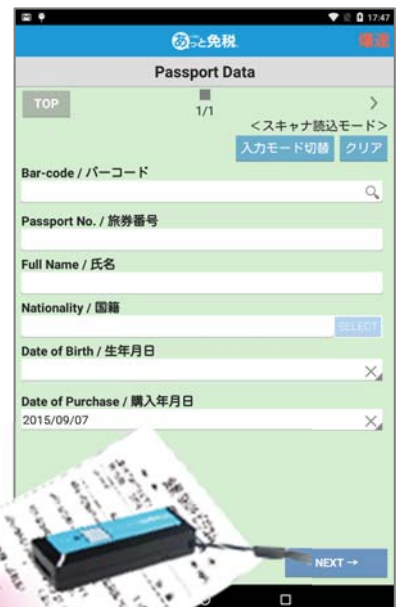 17:47
あっと免税
爆速
Passport Data
TOP
1/1
>
＜スキャナ読込モード＞
入力モード切替 クリア
Bar-code / バーコード
Passport No. / 旅券番号
Full Name / 氏名
Nationality / 国籍
SELECT
Date of Birth / 生年月日
Date of Purchase / 購入年月日
2015/09/07
NEXT →